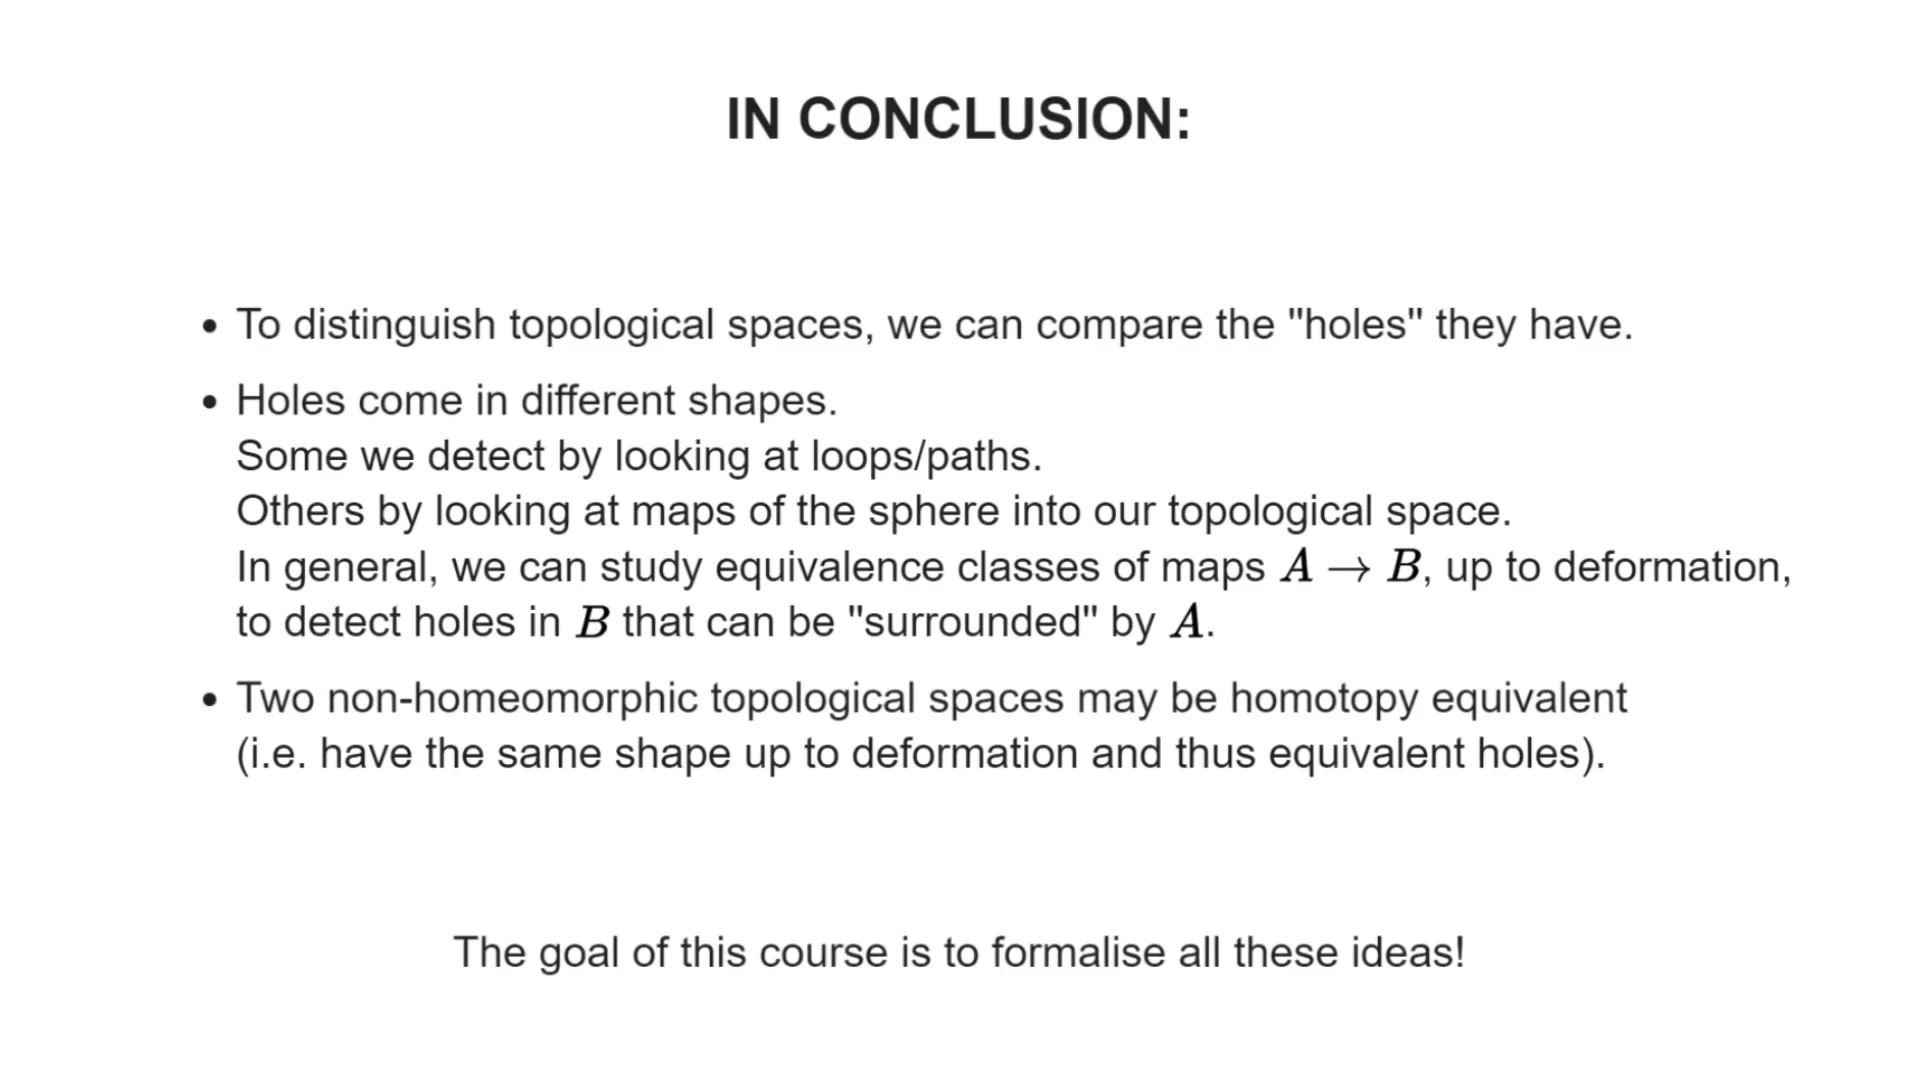 IN CONCLUSION:
• To distinguish topological spaces, we can compare the "holes" they have.
• Holes come in different shapes.
Some we detect by looking at loops/paths.
Others by looking at maps of the sphere into our topological space.
In general, we can study equivalence classes of maps A → B, up to deformation,
to detect holes in B that can be "surrounded" by A.
• Two non-homeomorphic topological spaces may be homotopy equivalent
(i.e. have the same shape up to deformation and thus equivalent holes).
The goal of this course is to formalise all these ideas!